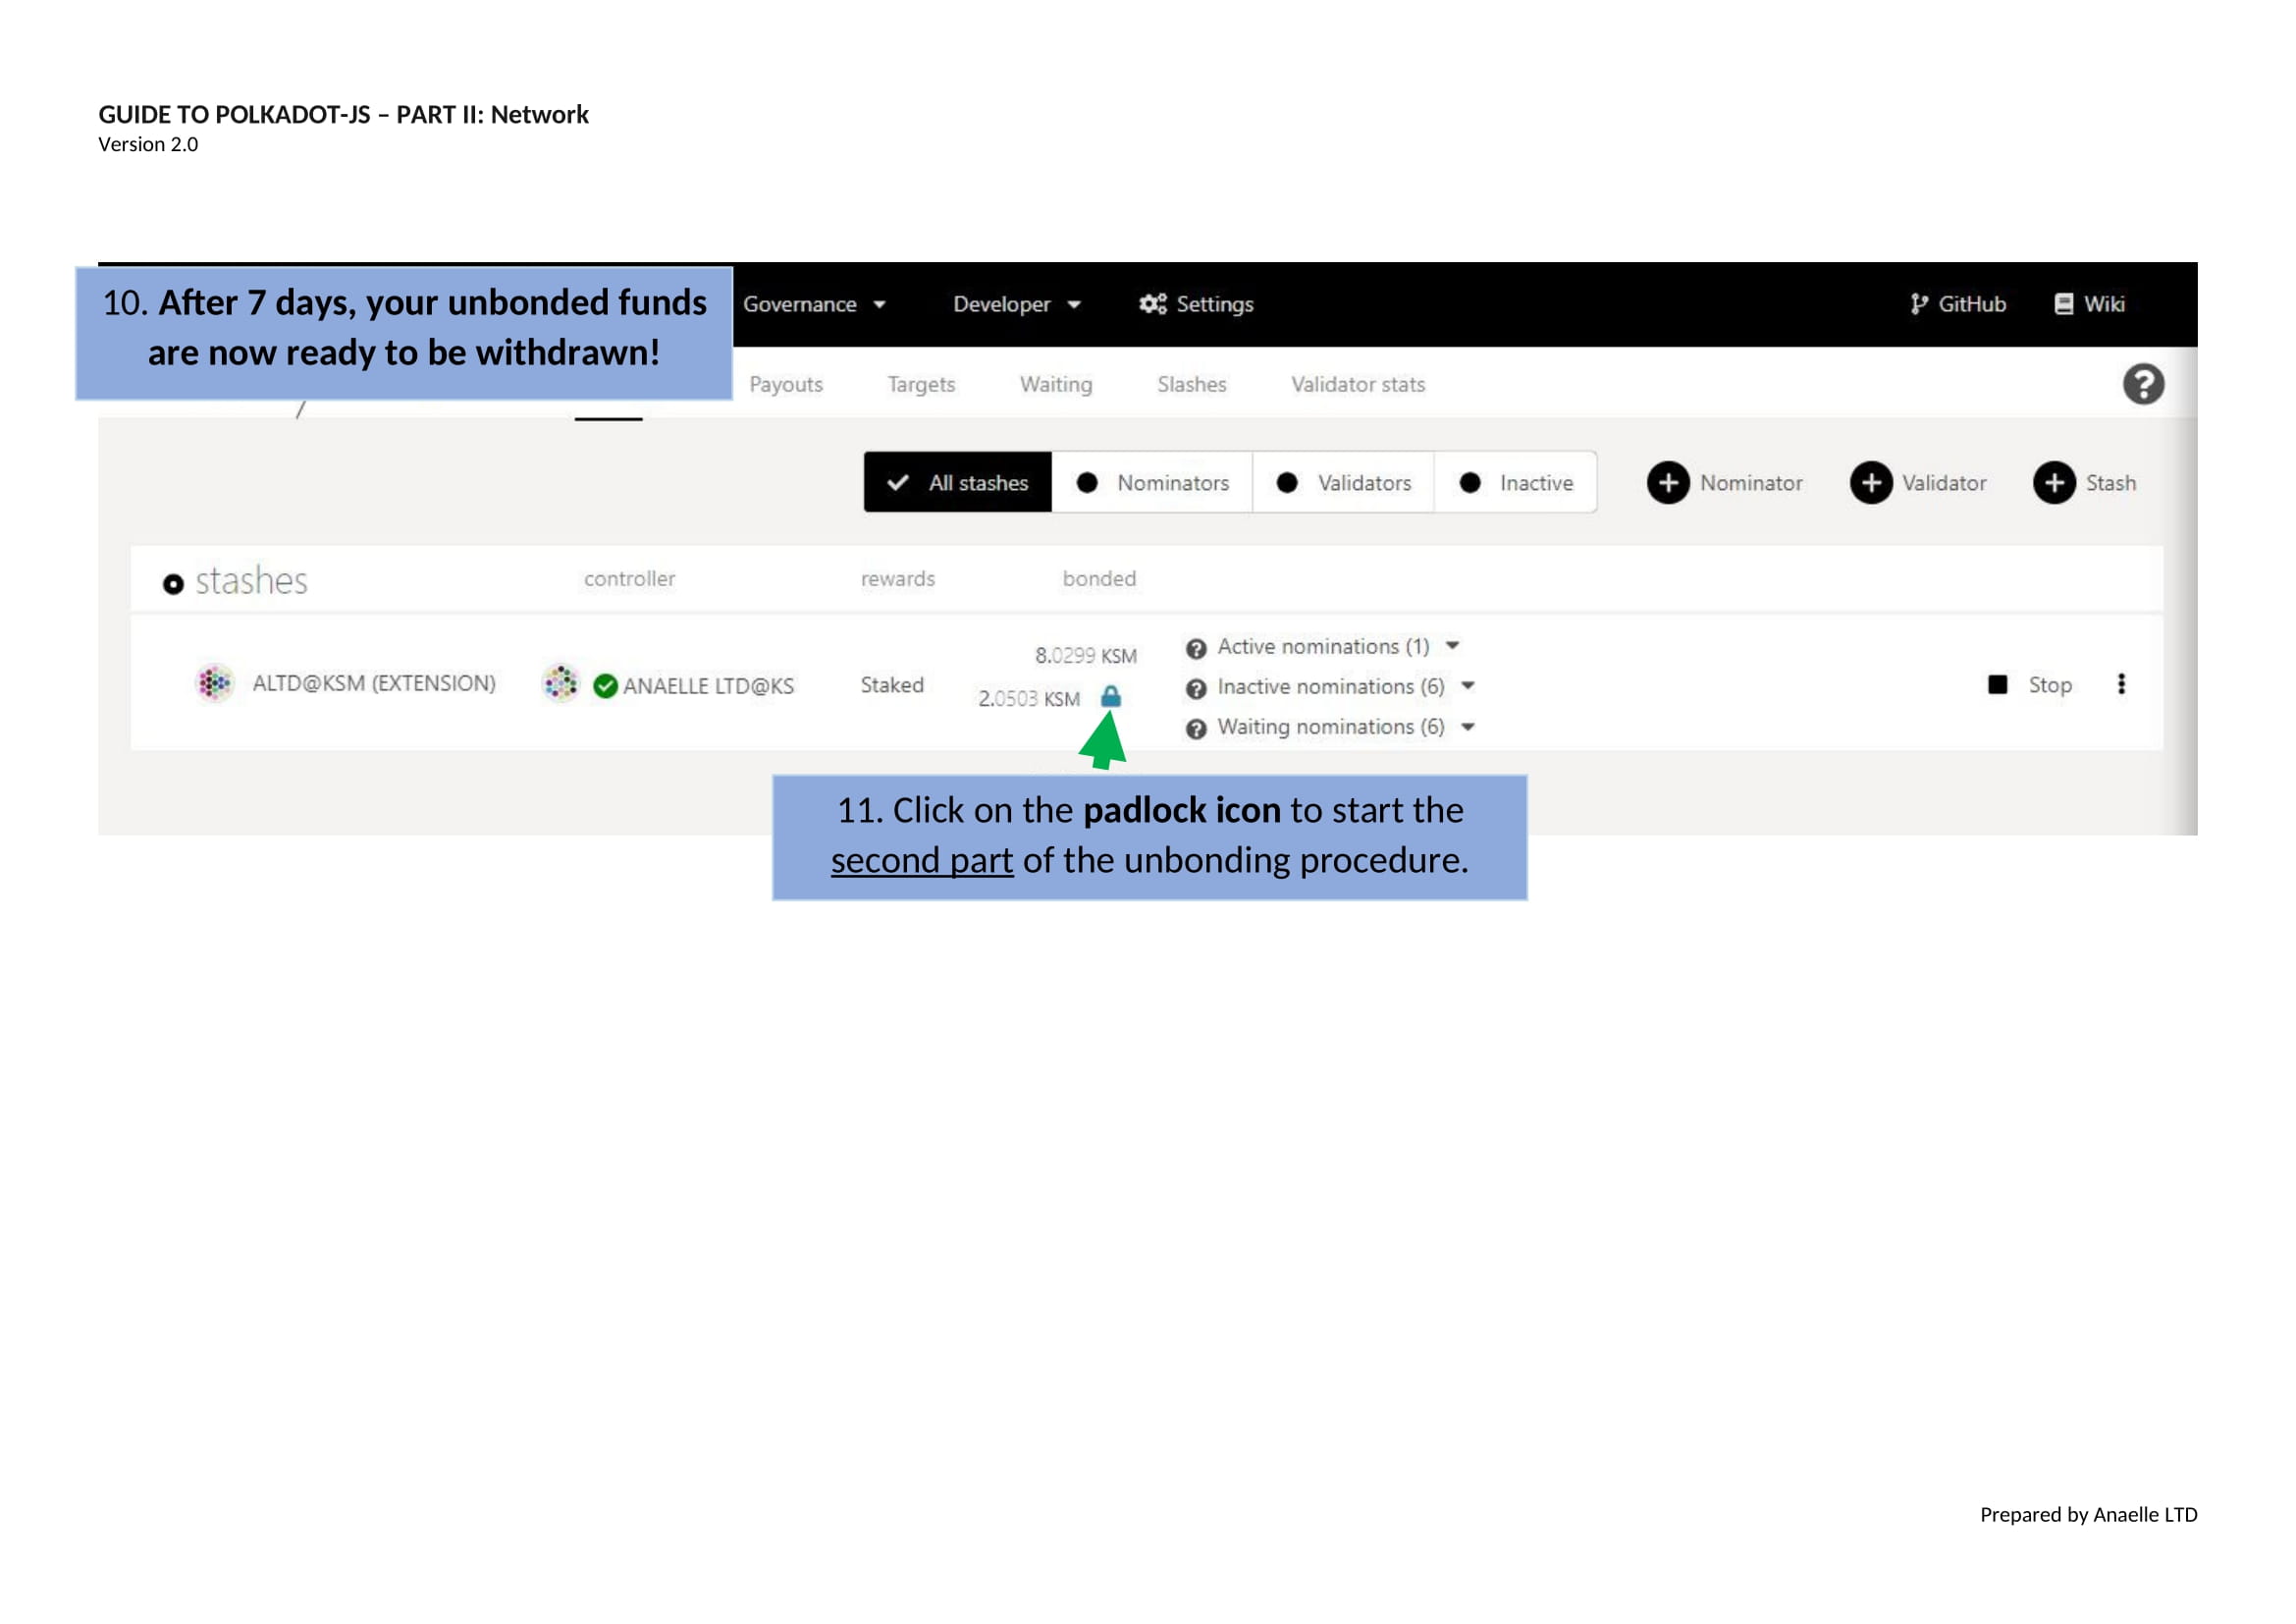 GUIDE TO POLKADOT-JS – PART II: Network
Version 2.0
10. After 7 days, your unbonded funds
are now ready to be withdrawn!
Governance Developer Settings GitHub Wiki
Payouts Targets Waiting Slashes Validator stats
All stashes Nominators Validators Inactive Nominator Validator Stash
stashes controller rewards bonded
ALTD@KSM (EXTENSION) ANAELLE LTD@KS Staked
8.0299 KSM
2.0503 KSM
Active nominations (1)
Inactive nominations (6)
Waiting nominations (6)
Stop
11. Click on the padlock icon to start the
second part of the unbonding procedure.
Prepared by Anaelle LTD